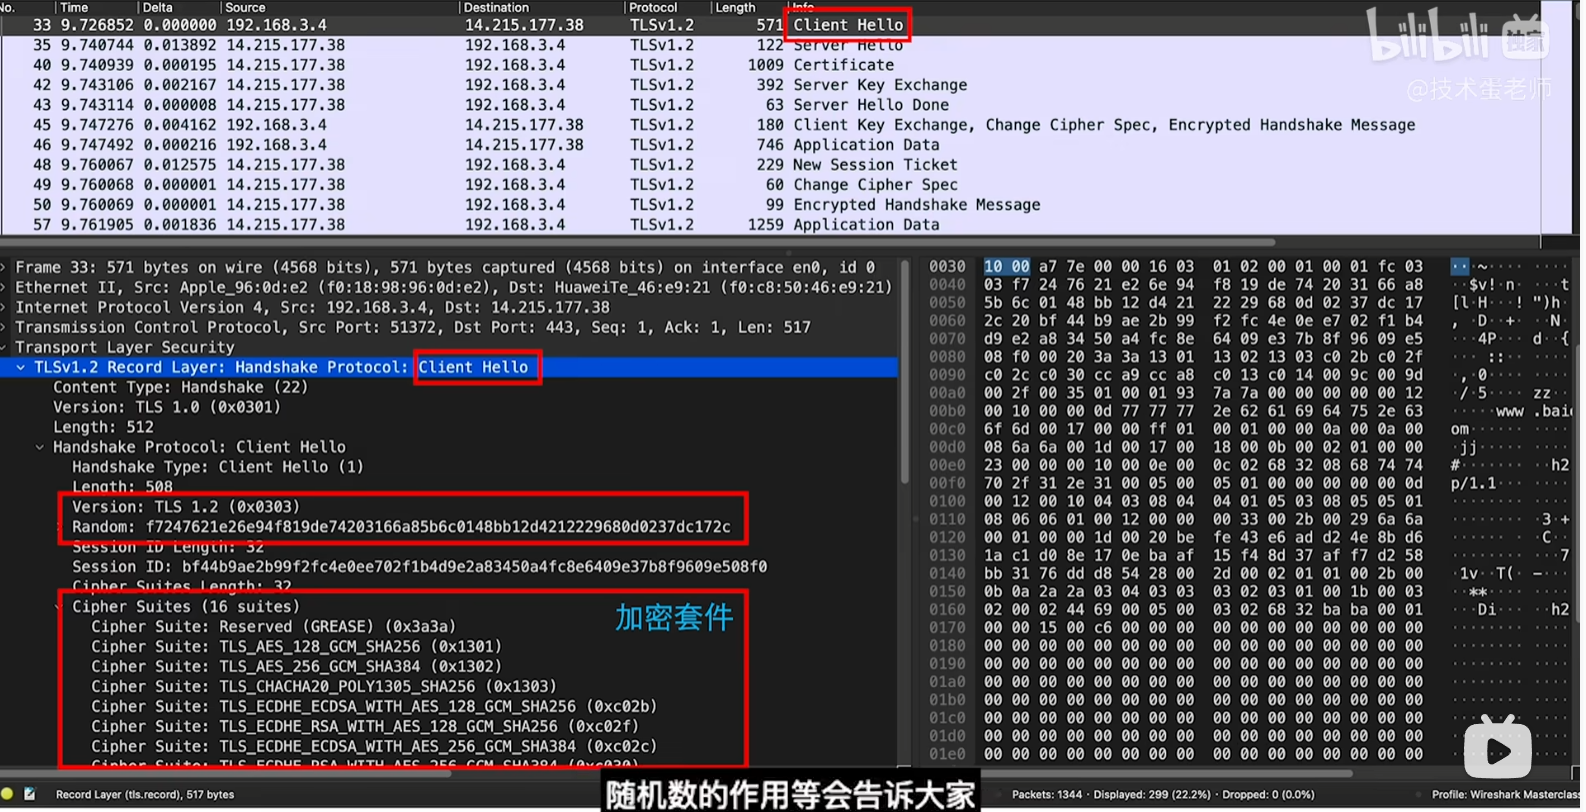 No. Time Delta Source Destination Protocol Length Info
33 9.726852 0.000000 192.168.3.4 14.215.177.38 TLSv1.2 571 Client Hello
35 9.740744 0.013892 14.215.177.38 192.168.3.4 TLSv1.2 122 Server Hello
40 9.740939 0.000195 14.215.177.38 192.168.3.4 TLSv1.2 1009 Certificate
42 9.743106 0.002167 14.215.177.38 192.168.3.4 TLSv1.2 392 Server Key Exchange
43 9.743114 0.000008 14.215.177.38 192.168.3.4 TLSv1.2 63 Server Hello Done
45 9.747276 0.004162 192.168.3.4 14.215.177.38 TLSv1.2 180 Client Key Exchange, Change Cipher Spec, Encrypted Handshake Message
46 9.747492 0.000216 192.168.3.4 14.215.177.38 TLSv1.2 746 Application Data
48 9.760067 0.012575 14.215.177.38 192.168.3.4 TLSv1.2 229 New Session Ticket
49 9.760068 0.000001 14.215.177.38 192.168.3.4 TLSv1.2 60 Change Cipher Spec
50 9.760069 0.000001 14.215.177.38 192.168.3.4 TLSv1.2 99 Encrypted Handshake Message
57 9.761905 0.001836 14.215.177.38 192.168.3.4 TLSv1.2 1259 Application Data
bilibili 独家
@技术蛋老师
Frame 33: 571 bytes on wire (4568 bits), 571 bytes captured (4568 bits) on interface en0, id 0
Ethernet II, Src: Apple_96:0d:e2 (f0:18:98:96:0d:e2), Dst: HuaweiTe_46:e9:21 (f0:c8:50:46:e9:21)
Internet Protocol Version 4, Src: 192.168.3.4, Dst: 14.215.177.38
Transmission Control Protocol, Src Port: 51372, Dst Port: 443, Seq: 1, Ack: 1, Len: 517
Transport Layer Security
TLSv1.2 Record Layer: Handshake Protocol: Client Hello
Content Type: Handshake (22)
Version: TLS 1.0 (0x0301)
Length: 512
Handshake Protocol: Client Hello
Handshake Type: Client Hello (1)
Length: 508
Version: TLS 1.2 (0x0303)
Random: f7247621e26e94f819de74203166a85b6c0148bb12d4212229680d0237dc172c
Session ID Length: 32
Session ID: bf44b9ae2b99f2fc4e0ee702f1b4d9e2a83450a4fc8e6409e37b8f9609e508f0
Cipher Suites Length: 32
Cipher Suites (16 suites)
加密套件
Cipher Suite: Reserved (GREASE) (0x3a3a)
Cipher Suite: TLS_AES_128_GCM_SHA256 (0x1301)
Cipher Suite: TLS_AES_256_GCM_SHA384 (0x1302)
Cipher Suite: TLS_CHACHA20_POLY1305_SHA256 (0x1303)
Cipher Suite: TLS_ECDHE_ECDSA_WITH_AES_128_GCM_SHA256 (0xc02b)
Cipher Suite: TLS_ECDHE_RSA_WITH_AES_128_GCM_SHA256 (0xc02f)
Cipher Suite: TLS_ECDHE_ECDSA_WITH_AES_256_GCM_SHA384 (0xc02c)
Cipher Suite: TLS_ECDHE_RSA_WITH_AES_256_GCM_SHA384 (0xc030)
0030 10 00 a7 7e 00 00 16 03 01 02 00 01 00 01 fc 03
0040 03 f7 24 76 21 e2 6e 94 f8 19 de 74 20 31 66 a8
0050 5b 6c 01 48 bb 12 d4 21 22 29 68 0d 02 37 dc 17
0060 2c 20 bf 44 b9 ae 2b 99 f2 fc 4e 0e e7 02 f1 b4
0070 d9 e2 a8 34 50 a4 fc 8e 64 09 e3 7b 8f 96 09 e5
0080 08 f0 00 20 3a 3a 13 01 13 02 13 03 c0 2b c0 2f
0090 c0 2c c0 30 cc a9 cc a8 c0 13 c0 14 00 9c 00 9d
00a0 00 2f 00 35 01 00 01 93 7a 7a 00 00 00 00 00 12
00b0 00 10 00 00 0d 77 77 77 2e 62 61 69 64 75 2e 63
00c0 6f 6d 00 17 00 00 ff 01 00 01 00 00 0a 00 0a 00
00d0 08 6a 6a 00 1d 00 17 00 18 00 0b 00 02 01 00 00
00e0 23 00 00 00 10 00 0e 00 0c 02 68 32 08 68 74 74
00f0 70 2f 31 2e 31 00 05 00 05 01 00 00 00 00 00 0d
0100 00 12 00 10 04 03 08 04 04 01 05 03 08 05 05 01
0110 08 06 06 01 00 12 00 00 00 33 00 2b 00 29 6a 6a
0120 00 01 00 00 1d 00 20 be fe 43 e6 ad d2 4e 8b d6
0130 1a c1 d0 8e 17 0e ba af 15 f4 8d 37 af f7 d2 58
0140 bb 31 76 dd d8 54 28 00 2d 00 02 01 01 00 2b 00
0150 0b 0a 2a 2a 03 04 03 03 03 02 03 01 00 1b 00 03
0160 02 00 02 44 69 00 05 00 03 02 68 32 ba ba 00 01
0170 00 00 15 00 c6 00 00 00 00 00 00 00 00 00 00 00
0180 00 00 00 00 00 00 00 00 00 00 00 00 00 00 00 00
0190 00 00 00 00 00 00 00 00 00 00 00 00 00 00 00 00
01a0 00 00 00 00 00 00 00 00 00 00 00 00 00 00 00 00
01b0 00 00 00 00 00 00 00 00 00 00 00 00 00 00 00 00
01c0 00 00 00 00 00 00 00 00 00 00 00 00 00 00 00 00
01d0 00 00 00 00 00 00 00 00 00 00 00 00 00 00 00 00
01e0 00 00 00 00 00 00 00 00 00 00 00 00 00 00 00 00
随机数的作用等会告诉大家
Record Layer (tls.record), 517 bytes
Packets: 1344 · Displayed: 299 (22.2%) · Dropped: 0 (0.0%)
Profile: Wireshark Masterclass